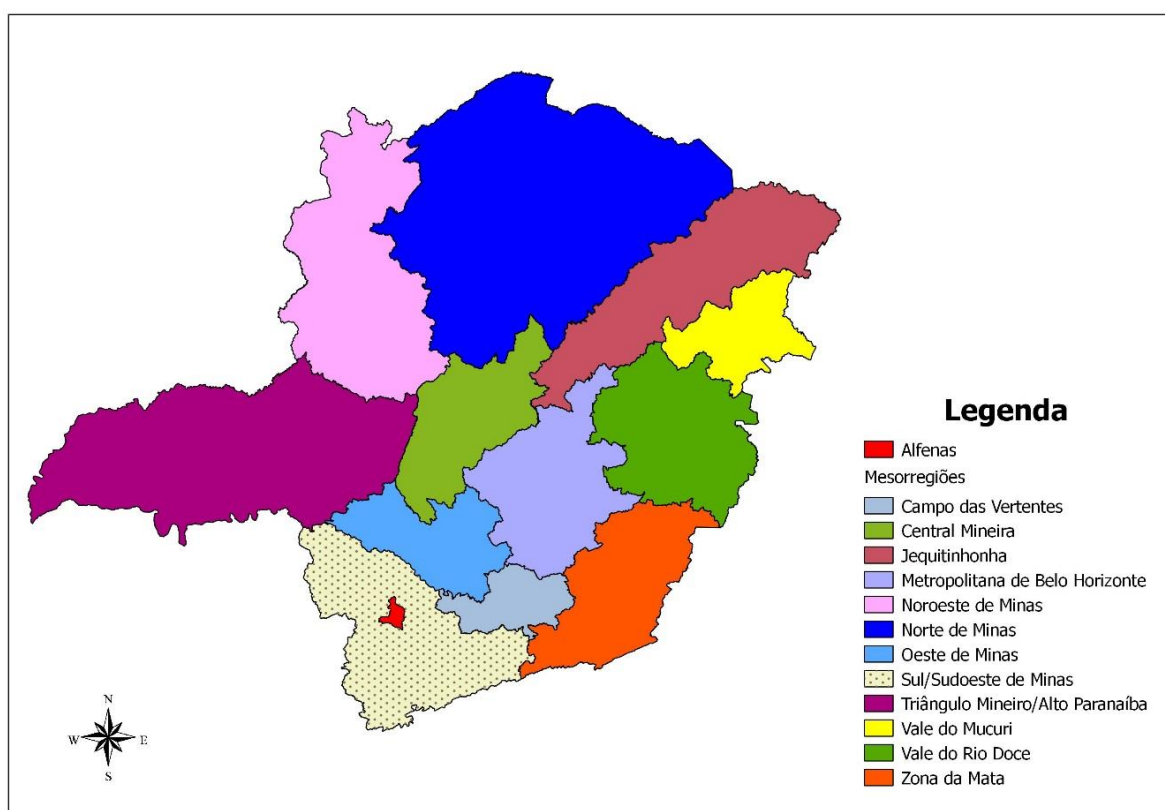 Legenda
Alfenas
Mesorregiões
Campo das Vertentes
Central Mineira
Jequitinhonha
Metropolitana de Belo Horizonte
Noroeste de Minas
Norte de Minas
Oeste de Minas
Sul/Sudoeste de Minas
Triângulo Mineiro/Alto Paranaíba
Vale do Mucuri
Vale do Rio Doce
Zona da Mata
N
W E
S